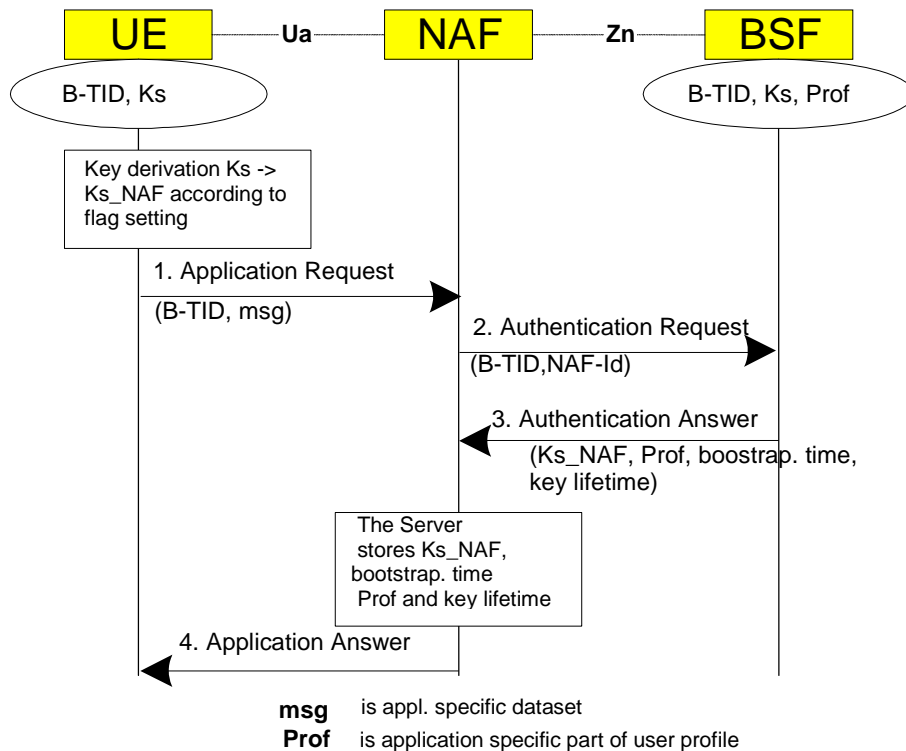 UE
Ua
NAF
Zn
BSF
B-TID, Ks
B-TID, Ks, Prof
Key derivation Ks ->
Ks_NAF according to
flag setting
1. Application Request
(B-TID, msg)
2. Authentication Request
(B-TID,NAF-Id)
3. Authentication Answer
(Ks_NAF, Prof, boostrap. time,
key lifetime)
The Server
stores Ks_NAF,
bootstrap. time
Prof and key lifetime
4. Application Answer
msg is appl. specific dataset
Prof is application specific part of user profile